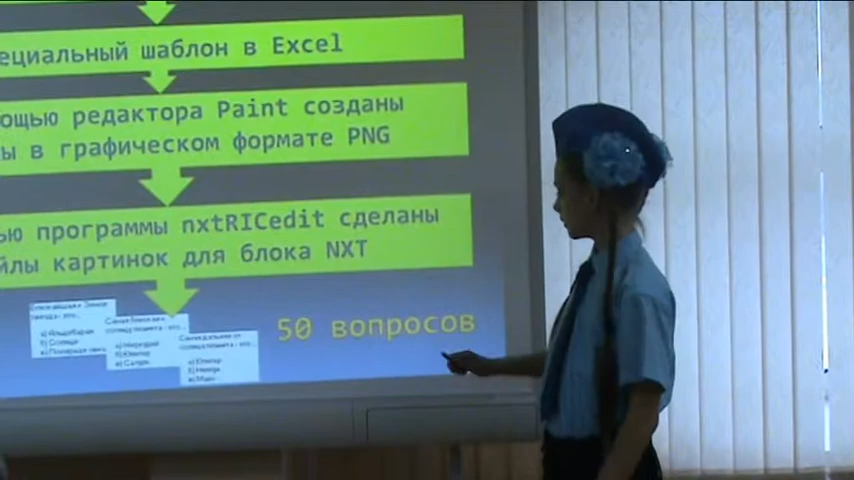 ециальный шаблон в Excel
ощью редактора Paint созданы
ы в графическом формате PNG
ю программы nxtRICedit сделаны
йлы картинок для блока NXT
50 вопросов